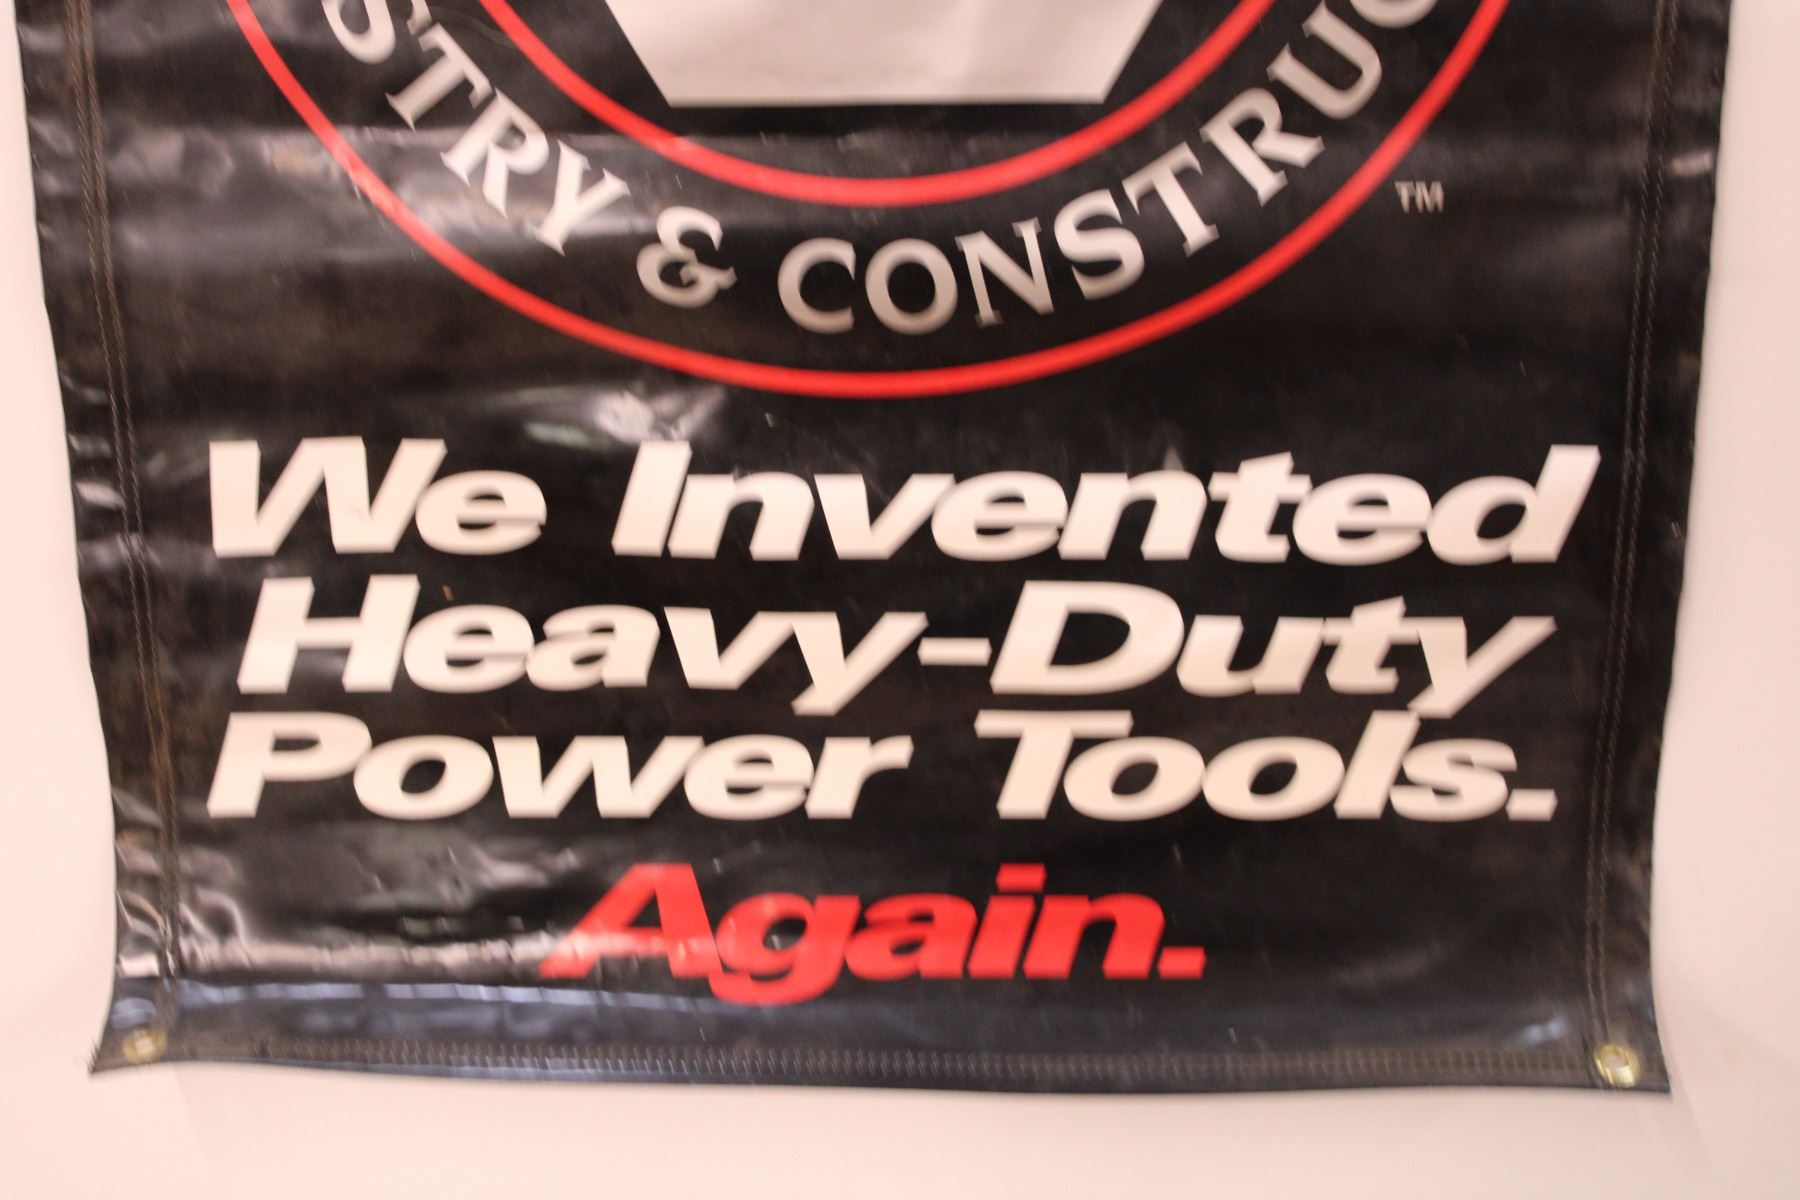 STRY & CONSTRUC
TM
We Invented
Heavy-Duty
Power Tools.
Again.